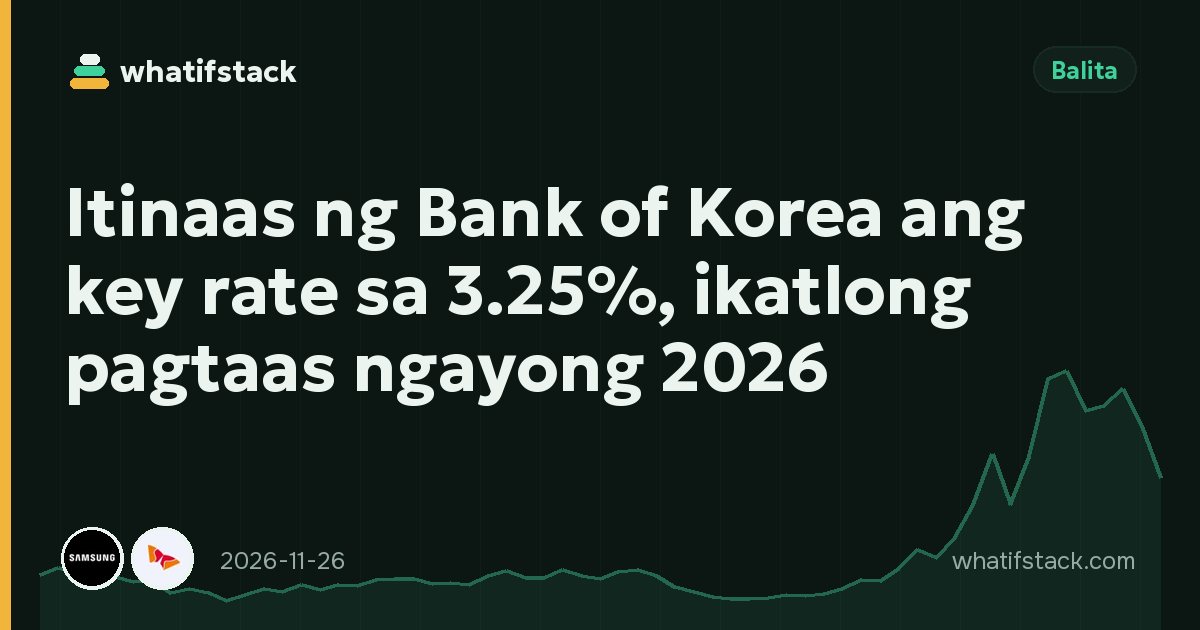 whatifstack
Balita
Itinaas ng Bank of Korea ang
key rate sa 3.25%, ikatlong
pagtaas ngayong 2026
SAMSUNG
2026-11-26
whatifstack.com